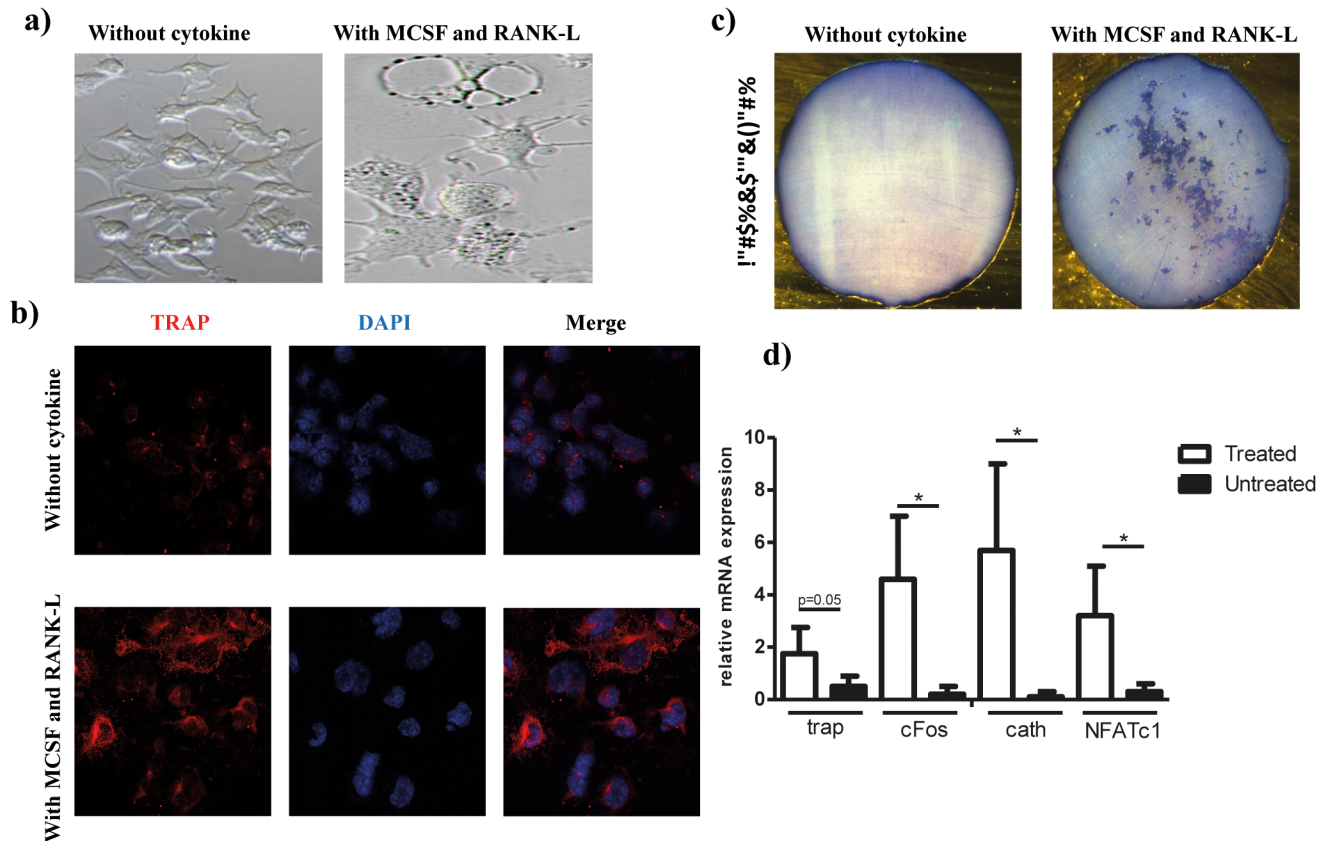 a)
Without cytokine
With MCSF and RANK-L
b)
TRAP
DAPI
Merge
Without cytokine
With MCSF and RANK-L
c)
Without cytokine
With MCSF and RANK-L
d)
relative mRNA expression
10
8
6
4
2
0
p=0.05
*
*
*
trap
cFos
cath
NFATc1
Treated
Untreated